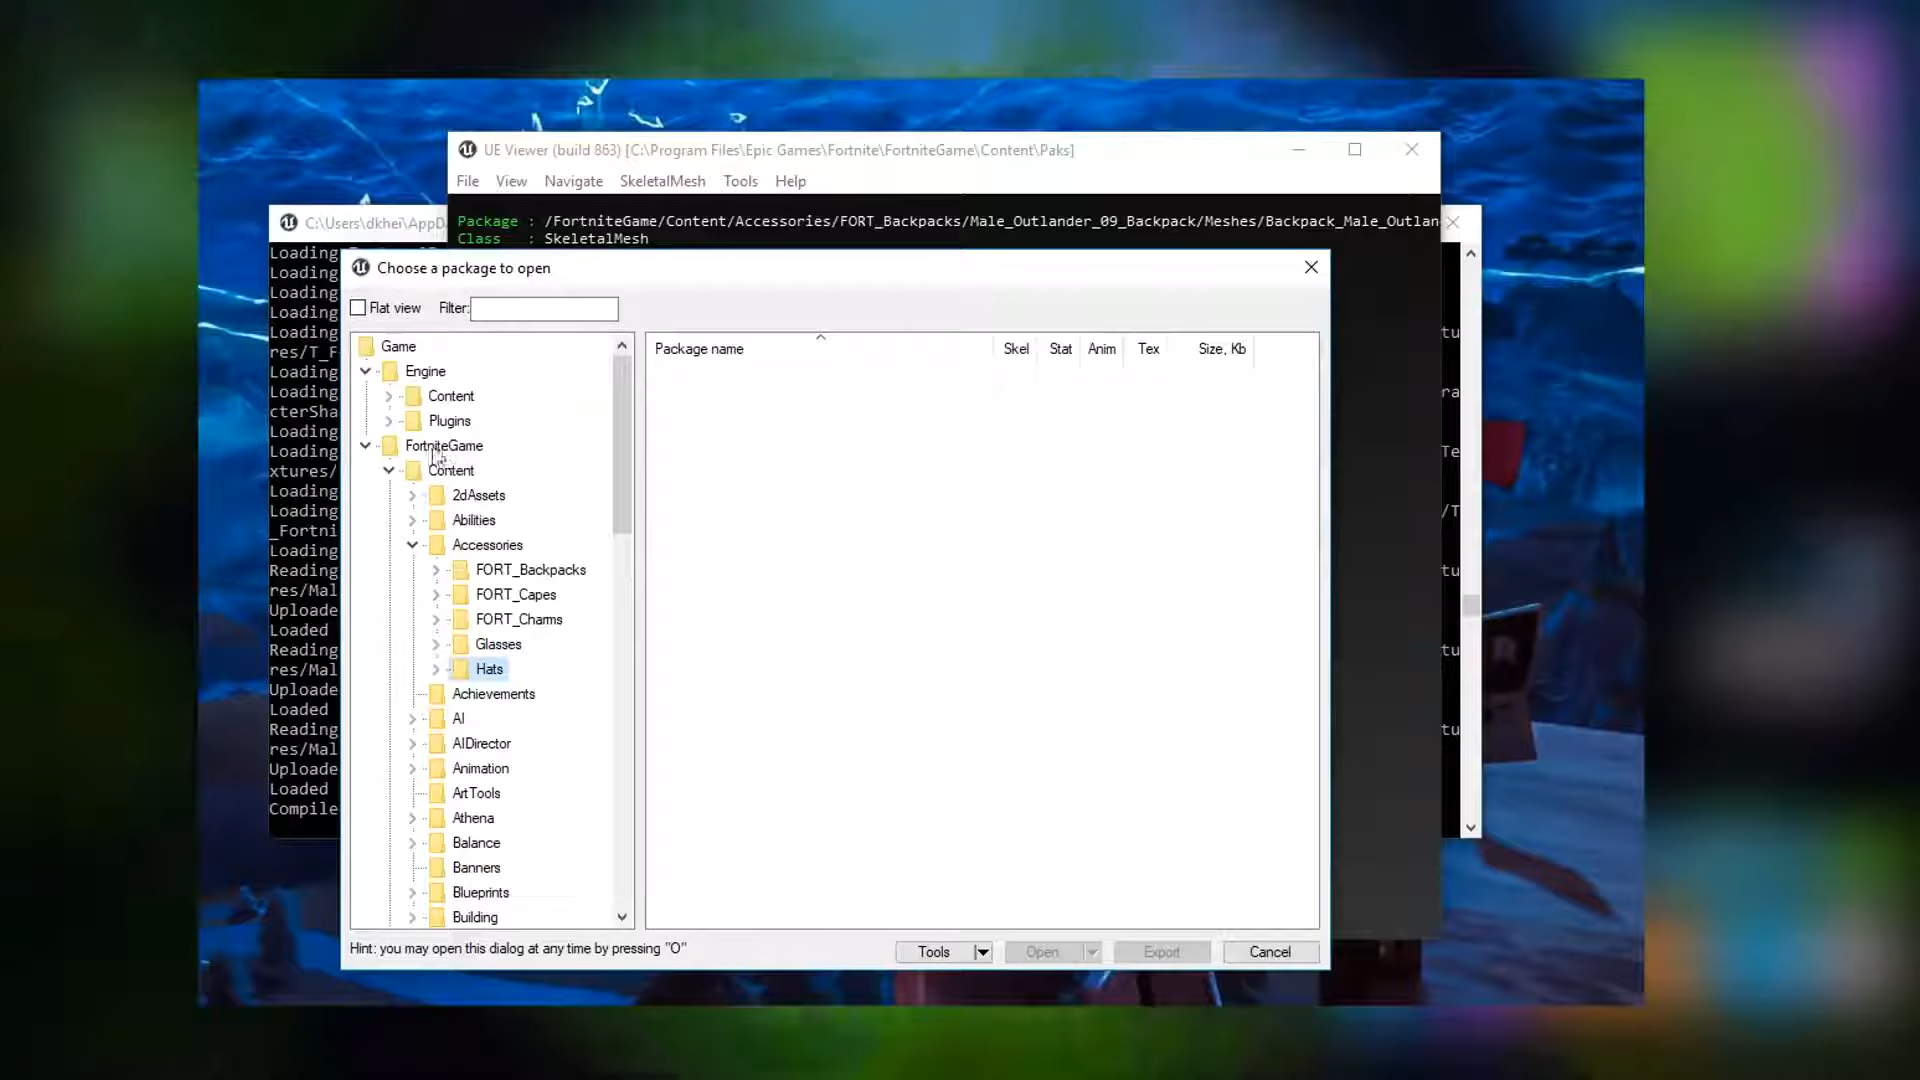 UE Viewer (build 863) [C:\Program Files\Epic Games\Fortnite\FortniteGame\Content\Paks]
File View Navigate SkeletalMesh Tools Help
Package : /FortniteGame/Content/Accessories/FORT_Backpacks/Male_Outlander_09_Backpack/Meshes/Backpack_Male_Outlan
Class : SkeletalMesh
C:\Users\dkhei\AppD
Loading
Loading
Loading
Loading
Loading
res/T_F
Loading
Loading
cterSha
Loading
Loading
xtures/
Loading
Loading
_Fortni
Loading
Reading
res/Mal
Uploade
Loaded
Reading
res/Mal
Uploade
Loaded
Reading
res/Mal
Uploade
Loaded
Compile
tu
ra
Te
/T
tu
tu
tu
Choose a package to open
Flat view Filter:
Game
Engine
Content
Plugins
FortniteGame
Content
2dAssets
Abilities
Accessories
FORT_Backpacks
FORT_Capes
FORT_Charms
Glasses
Hats
Achievements
AI
AIDirector
Animation
ArtTools
Athena
Balance
Banners
Blueprints
Building
Package name Skel Stat Anim Tex Size, Kb
Hint: you may open this dialog at any time by pressing "O"
Tools Open Export Cancel